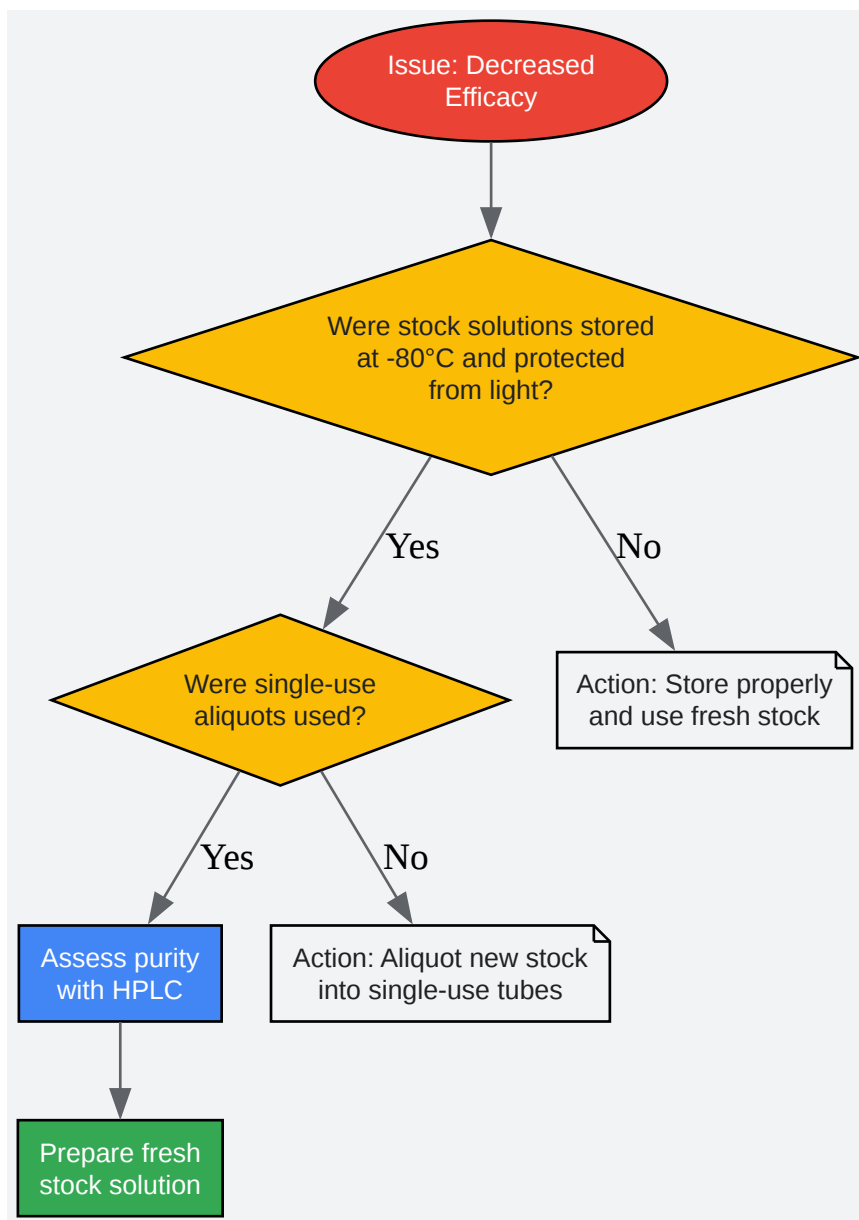 Issue: Decreased
Efficacy
Were stock solutions stored
at -80°C and protected
from light?
Yes
No
Were single-use
aliquots used?
Action: Store properly
and use fresh stock
Yes
No
Assess purity
with HPLC
Action: Aliquot new stock
into single-use tubes
Prepare fresh
stock solution